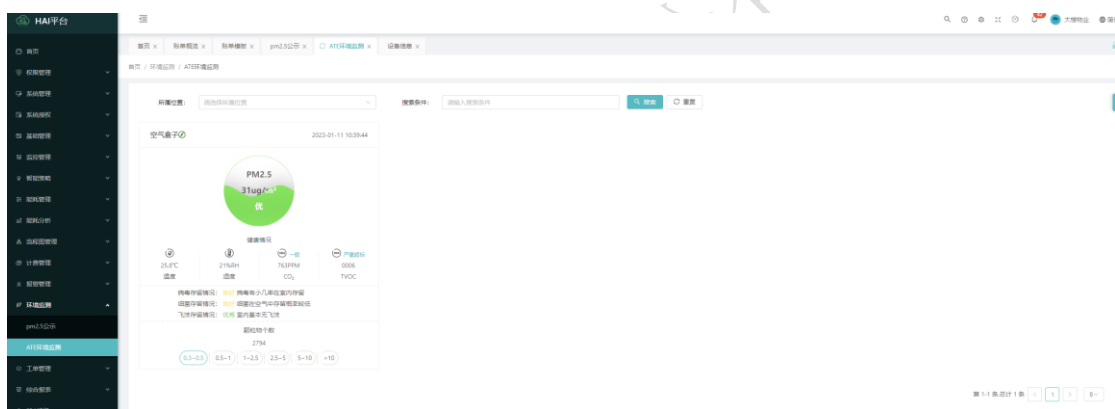 HAI平台
大楼物业
首页
权限管理
系统管理
系统授权
基础管理
监控管理
智能策略
能耗管理
能耗分析
流程图管理
计费管理
报警管理
环境监测
pm2.5公示
ATE环境监测
工单管理
综合报表
首页 × 账单概览 × 账单模板 × pm2.5公示 × ATE环境监测 × 设备信息 ×
首页 / 环境监测 / ATE环境监测
所属位置: 请选择所属位置 搜索条件: 请输入搜索条件 搜索 重置
空气盒子 2023-01-11 10:39:44
PM2.5
31ug/m³
优
健康情况
一般 严重超标
25.8°C 21%RH 763PPM 0006
温度 湿度 CO₂ TVOC
病毒存留情况: 良好 病毒有小几率在室内存留
细菌存留情况: 良好 细菌在空气中存留概率较低
飞沫存留情况: 优秀 室内基本无飞沫
颗粒物个数
2794
0.3~0.5 0.5~1 1~2.5 2.5~5 5~10 >10
第 1-1 条,总计 1 条 < 1 > 8